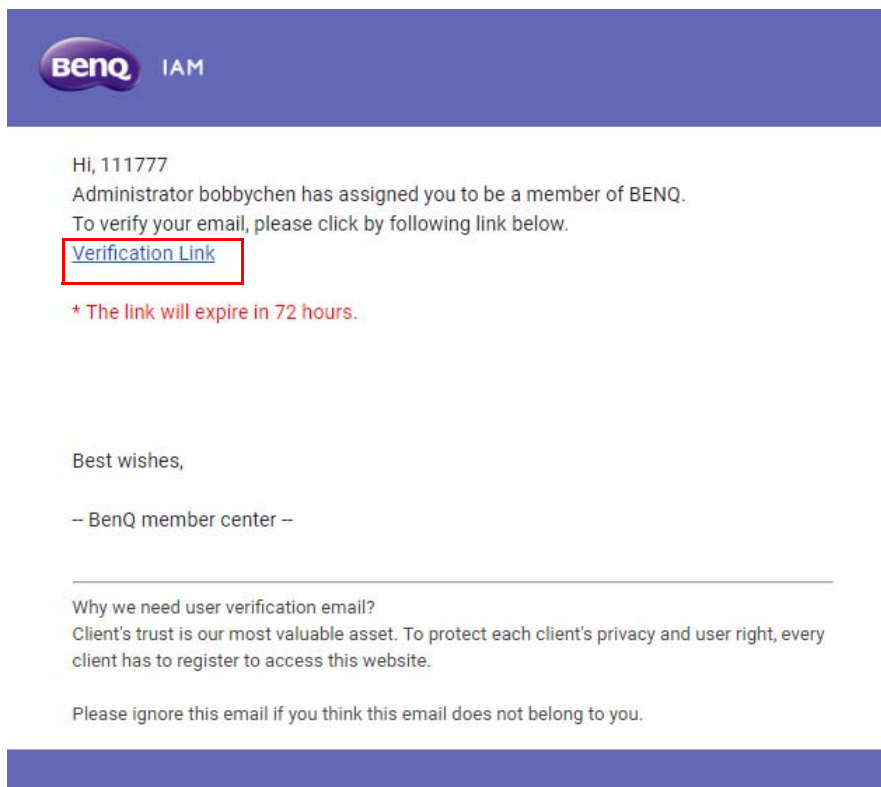 BenQ IAM
Hi, 111777
Administrator bobbychen has assigned you to be a member of BENQ.
To verify your email, please click by following link below.
Verification Link
* The link will expire in 72 hours.
Best wishes,
-- BenQ member center --
Why we need user verification email?
Client's trust is our most valuable asset. To protect each client's privacy and user right, every
client has to register to access this website.
Please ignore this email if you think this email does not belong to you.